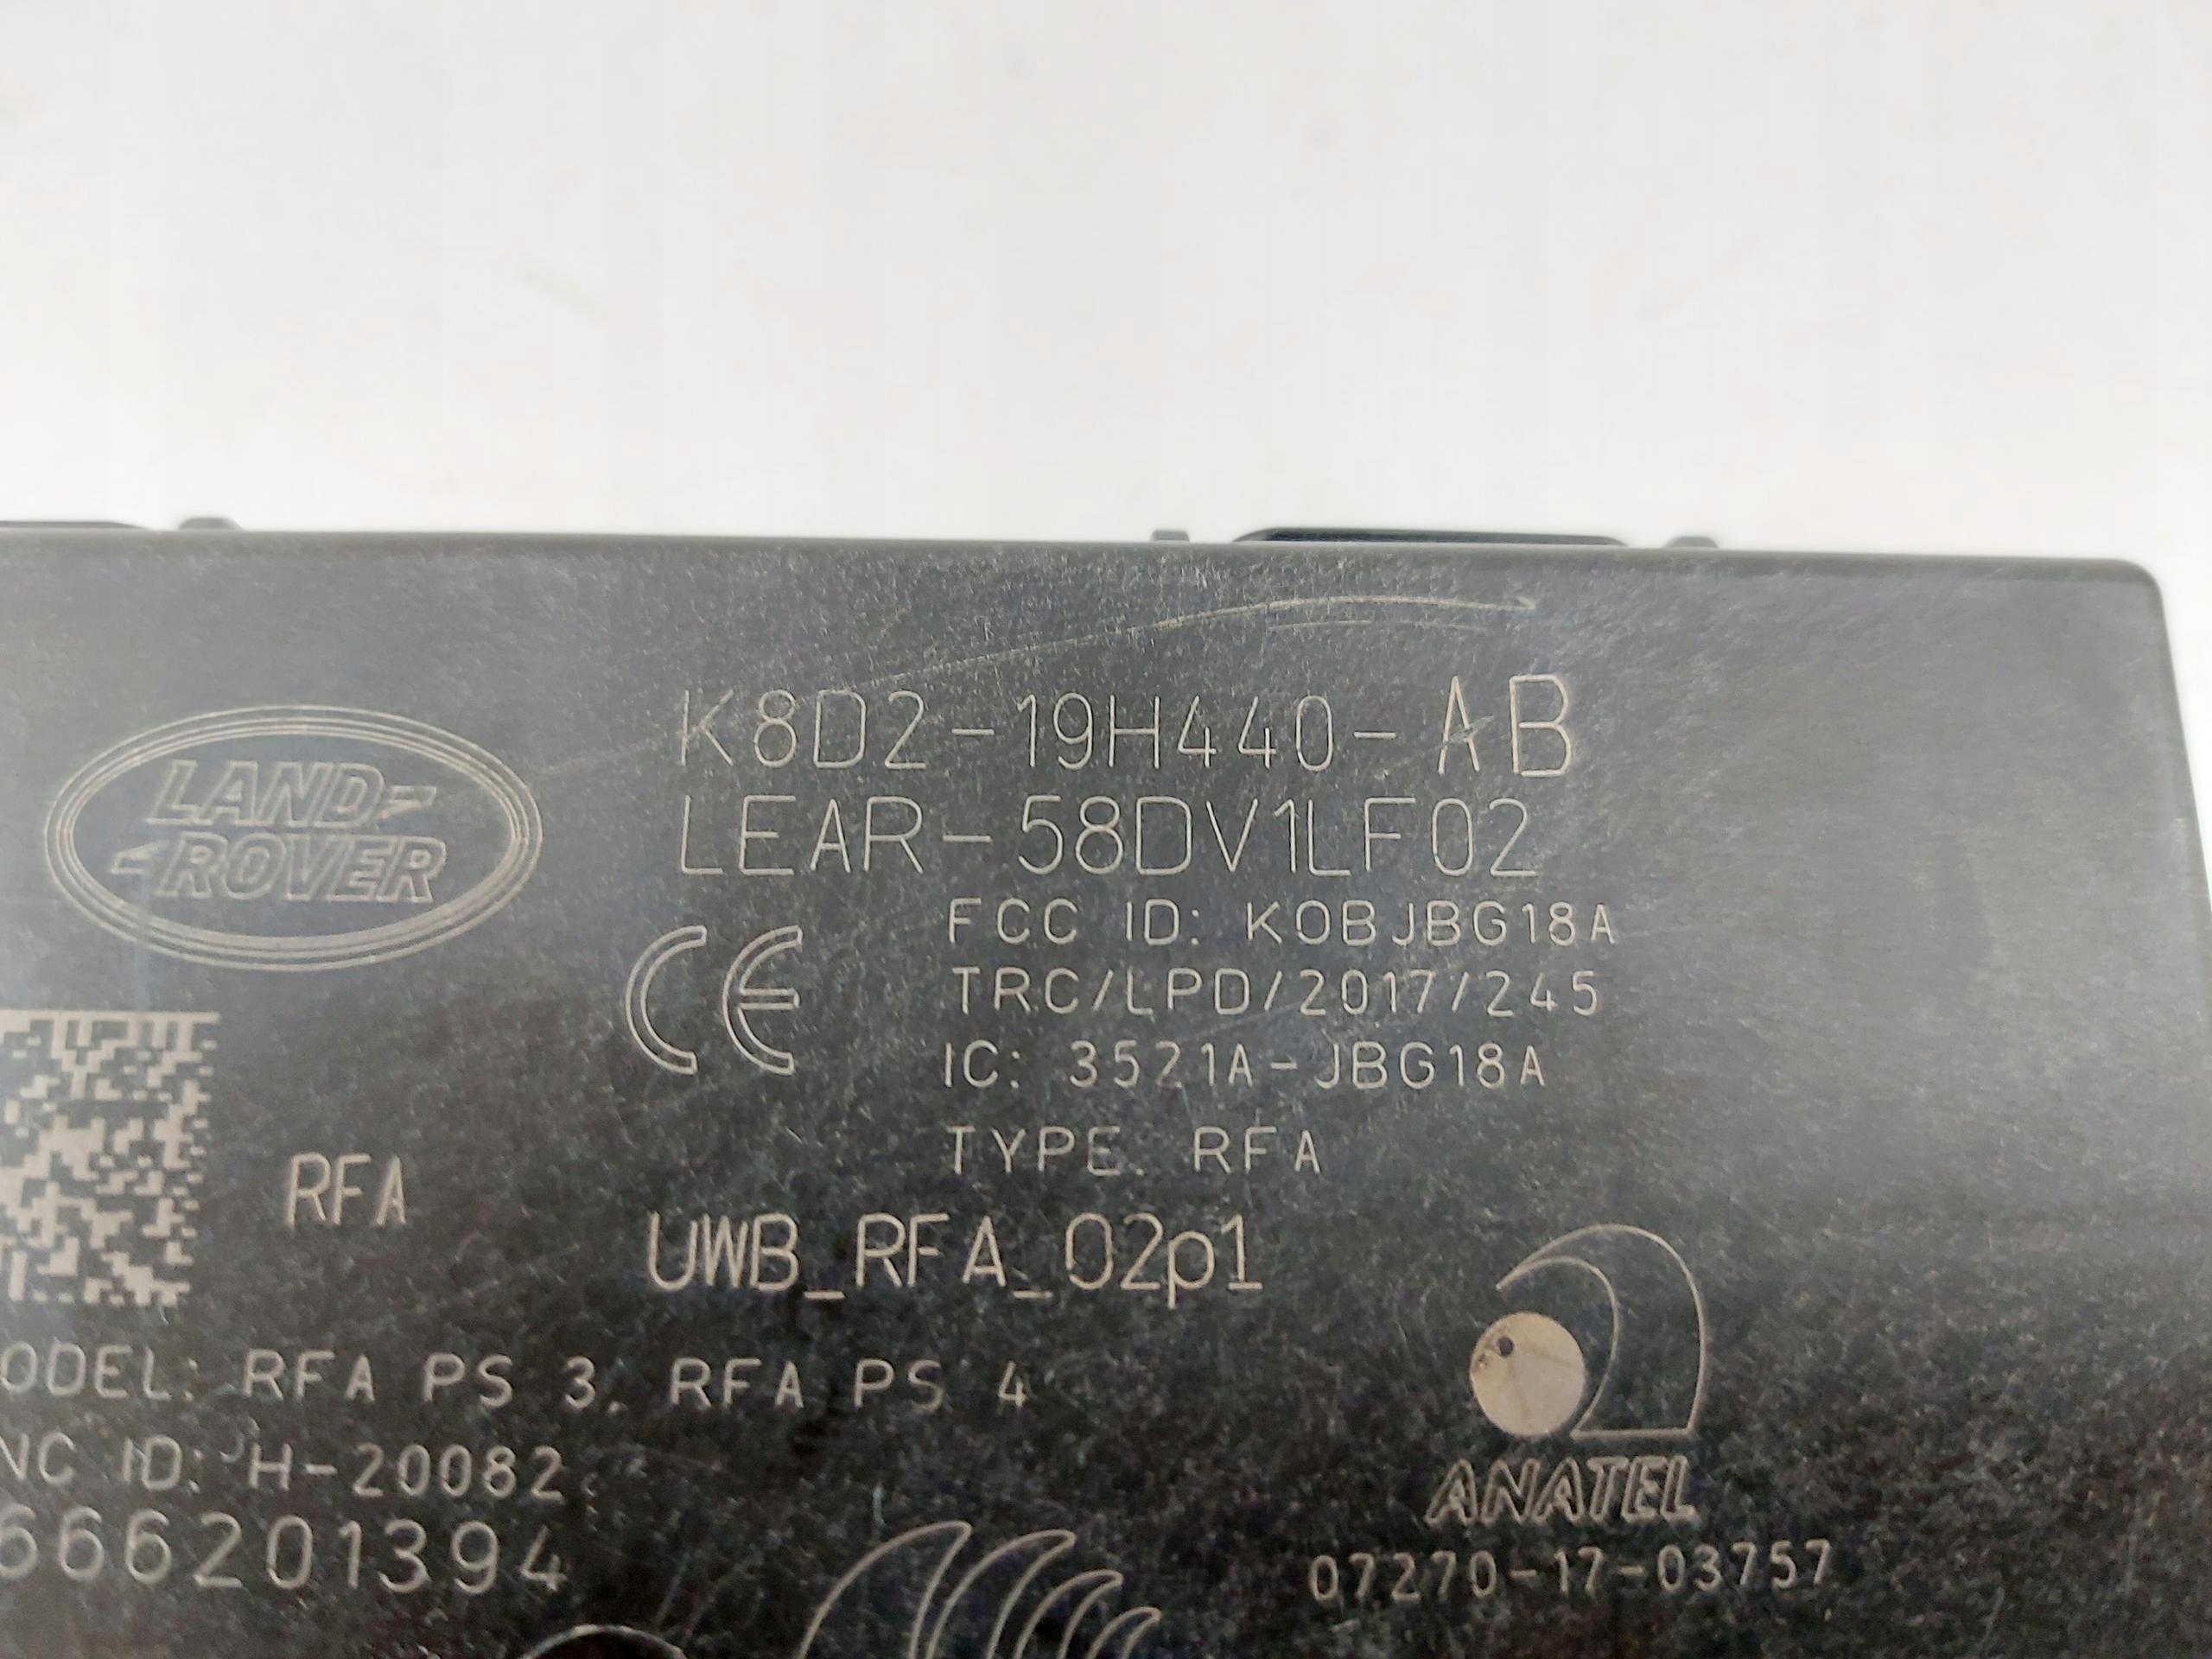 LAND
ROVER
K8D2-19H440-AB
LEAR-58DV1LF02
CE
FCC ID: KOBJBG18A
TRC/LPD/2017/245
IC: 3521A-JBG18A
TYPE: RFA
RFA
UWB_RFA_02p1
ODEL: RFA PS 3, RFA PS 4
NC ID: H-20082
666201394
ANATEL
07270-17-03757